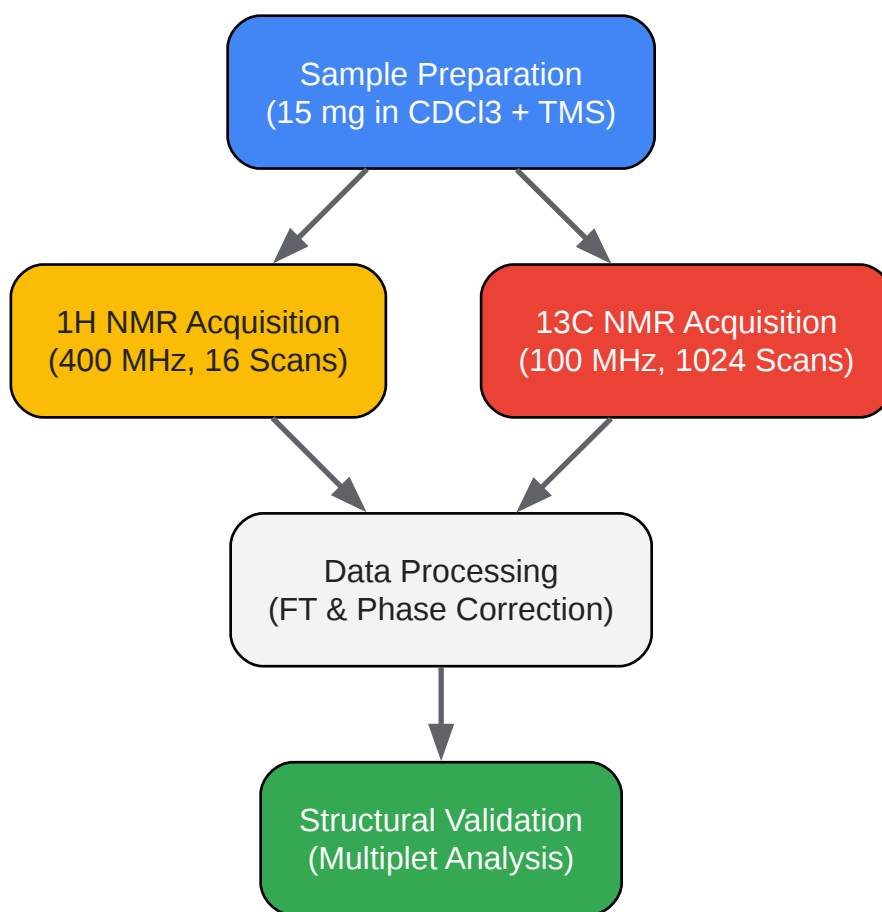 Sample Preparation
(15 mg in CDCl3 + TMS)
1H NMR Acquisition
(400 MHz, 16 Scans)
13C NMR Acquisition
(100 MHz, 1024 Scans)
Data Processing
(FT & Phase Correction)
Structural Validation
(Multiplet Analysis)